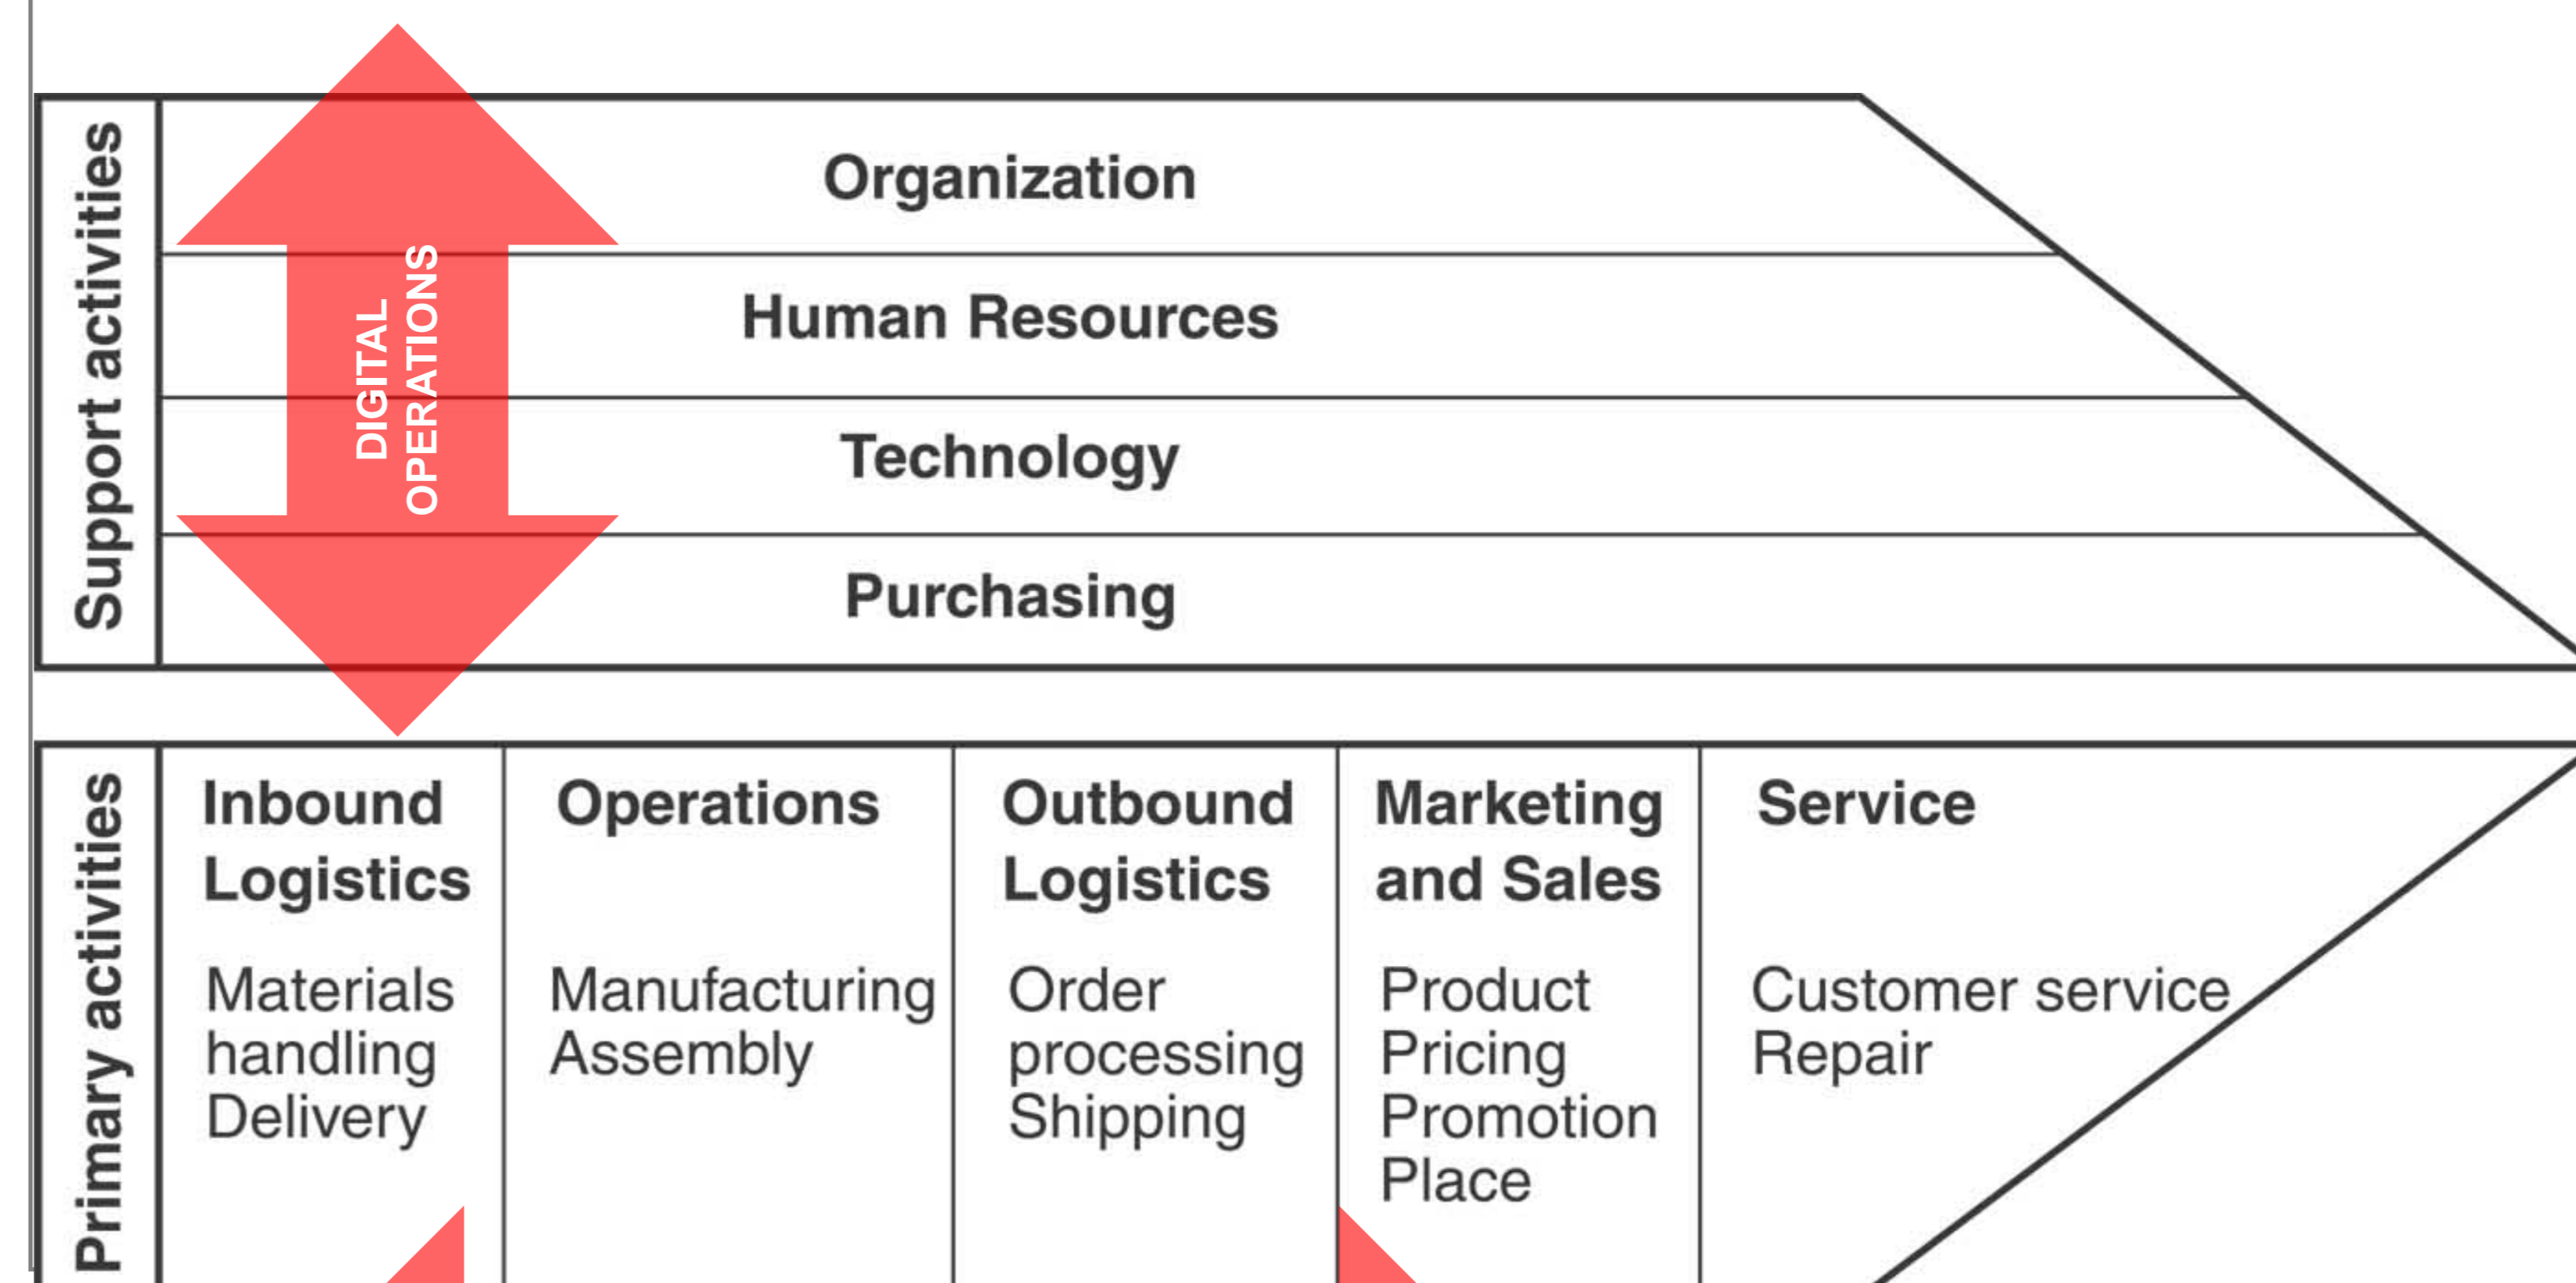 Support activities
DIGITAL
OPERATIONS
Organization
Human Resources
Technology
Purchasing
Primary activities
Inbound
Logistics
Materials
handling
Delivery
Operations
Manufacturing
Assembly
Outbound
Logistics
Order
processing
Shipping
Marketing
and Sales
Product
Pricing
Promotion
Place
Service
Customer service
Repair